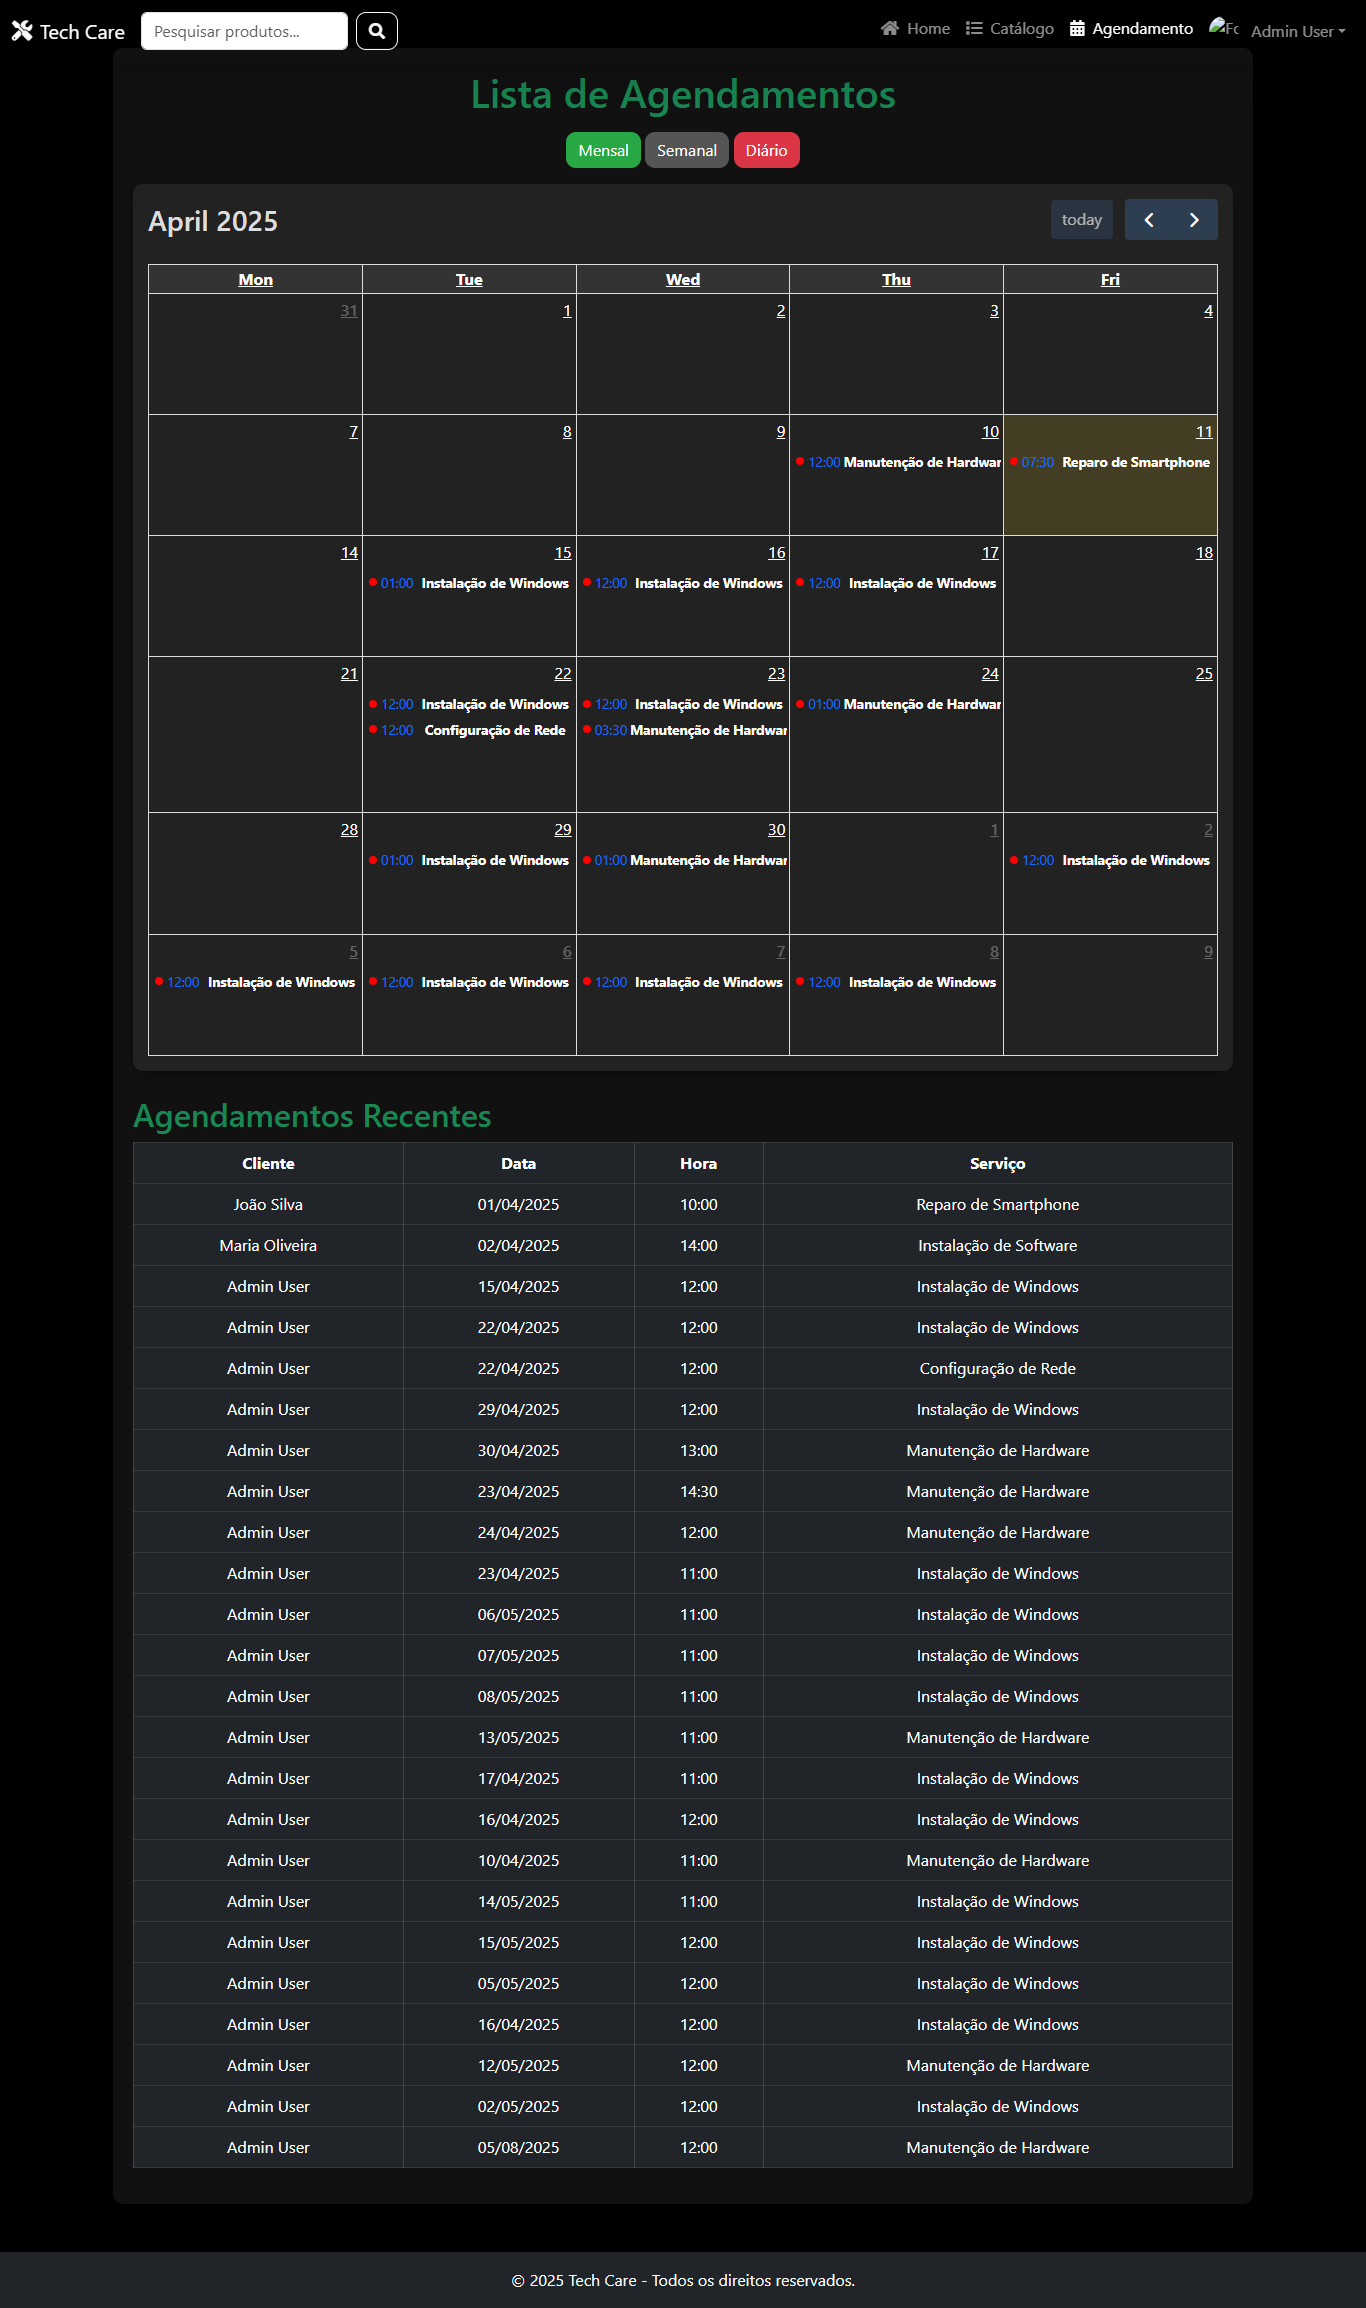 Tech Care Pesquisar produtos... Home Catálogo Agendamento Fo Admin User
Lista de Agendamentos
Mensal Semanal Diário
April 2025 today
Mon Tue Wed Thu Fri
31 1 2 3 4
7 8 9 10 11
12:00 Manutenção de Hardwar 07:30 Reparo de Smartphone
14 15 16 17 18
01:00 Instalação de Windows 12:00 Instalação de Windows 12:00 Instalação de Windows
21 22 23 24 25
12:00 Instalação de Windows 12:00 Instalação de Windows 01:00 Manutenção de Hardwar
12:00 Configuração de Rede 03:30 Manutenção de Hardwar
28 29 30 1 2
01:00 Instalação de Windows 01:00 Manutenção de Hardwar 12:00 Instalação de Windows
5 6 7 8 9
12:00 Instalação de Windows 12:00 Instalação de Windows 12:00 Instalação de Windows 12:00 Instalação de Windows
Agendamentos Recentes
Cliente Data Hora Serviço
João Silva 01/04/2025 10:00 Reparo de Smartphone
Maria Oliveira 02/04/2025 14:00 Instalação de Software
Admin User 15/04/2025 12:00 Instalação de Windows
Admin User 22/04/2025 12:00 Instalação de Windows
Admin User 22/04/2025 12:00 Configuração de Rede
Admin User 29/04/2025 12:00 Instalação de Windows
Admin User 30/04/2025 13:00 Manutenção de Hardware
Admin User 23/04/2025 14:30 Manutenção de Hardware
Admin User 24/04/2025 12:00 Manutenção de Hardware
Admin User 23/04/2025 11:00 Instalação de Windows
Admin User 06/05/2025 11:00 Instalação de Windows
Admin User 07/05/2025 11:00 Instalação de Windows
Admin User 08/05/2025 11:00 Instalação de Windows
Admin User 13/05/2025 11:00 Manutenção de Hardware
Admin User 17/04/2025 11:00 Instalação de Windows
Admin User 16/04/2025 12:00 Instalação de Windows
Admin User 10/04/2025 11:00 Manutenção de Hardware
Admin User 14/05/2025 11:00 Instalação de Windows
Admin User 15/05/2025 12:00 Instalação de Windows
Admin User 05/05/2025 12:00 Instalação de Windows
Admin User 16/04/2025 12:00 Instalação de Windows
Admin User 12/05/2025 12:00 Manutenção de Hardware
Admin User 02/05/2025 12:00 Instalação de Windows
Admin User 05/08/2025 12:00 Manutenção de Hardware
© 2025 Tech Care - Todos os direitos reservados.